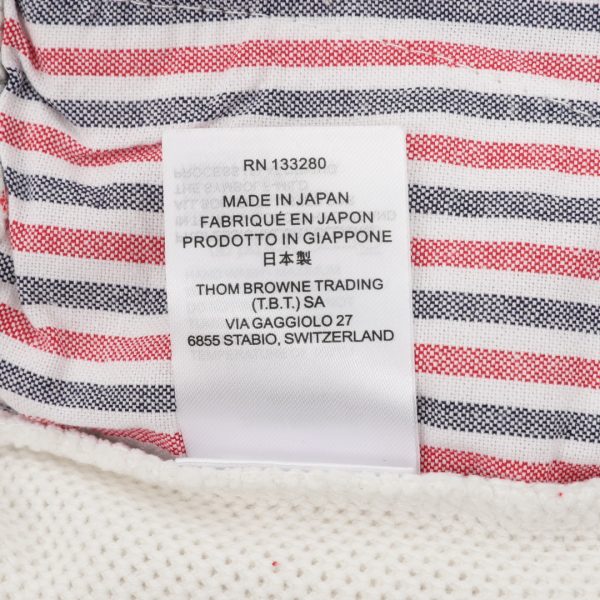 RN 133280
MADE IN JAPAN
FABRIQUÉ EN JAPON
PRODOTTO IN GIAPPONE
日本製
THOM BROWNE TRADING
(T.B.T.) SA
VIA GAGGIOLO 27
6855 STABIO, SWITZERLAND